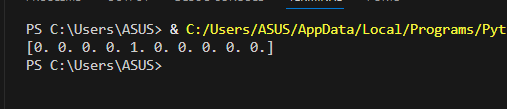 PS C:\Users\ASUS> & C:/Users/ASUS/AppData/Local/Programs/Pyt
[0. 0. 0. 0. 1. 0. 0. 0. 0. 0.]
PS C:\Users\ASUS>